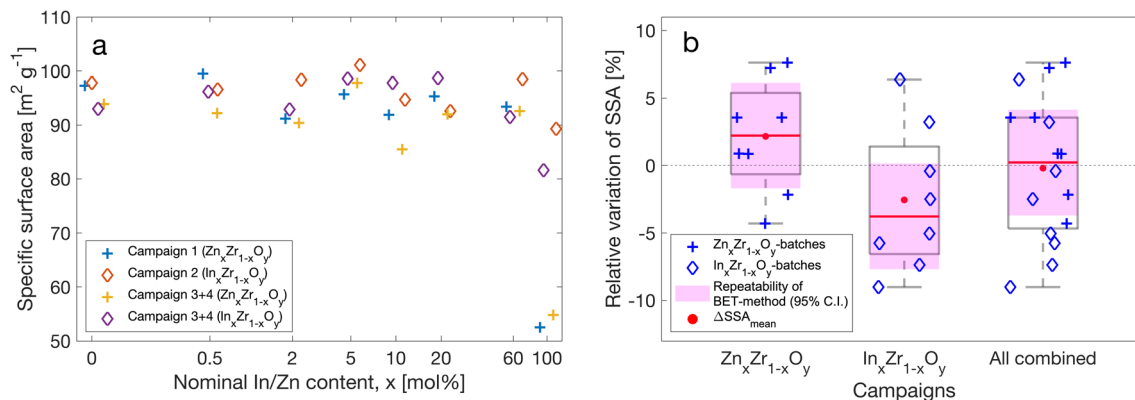 a
110
100
90
80
70
60
50
Specific surface area [m² g⁻¹]
Campaign 1 (ZnₓZr₁₋ₓOᵧ)
Campaign 2 (InₓZr₁₋ₓOᵧ)
Campaign 3+4 (ZnₓZr₁₋ₓOᵧ)
Campaign 3+4 (InₓZr₁₋ₓOᵧ)
0 0.5 2 5 10 20 60 100
Nominal In/Zn content, x [mol%]
b
10
5
0
-5
-10
Relative variation of SSA [%]
ZnₓZr₁₋ₓOᵧ-batches
InₓZr₁₋ₓOᵧ-batches
Repeatability of
BET-method (95% C.I.)
ΔSSAmean
ZnₓZr₁₋ₓOᵧ InₓZr₁₋ₓOᵧ All combined
Campaigns